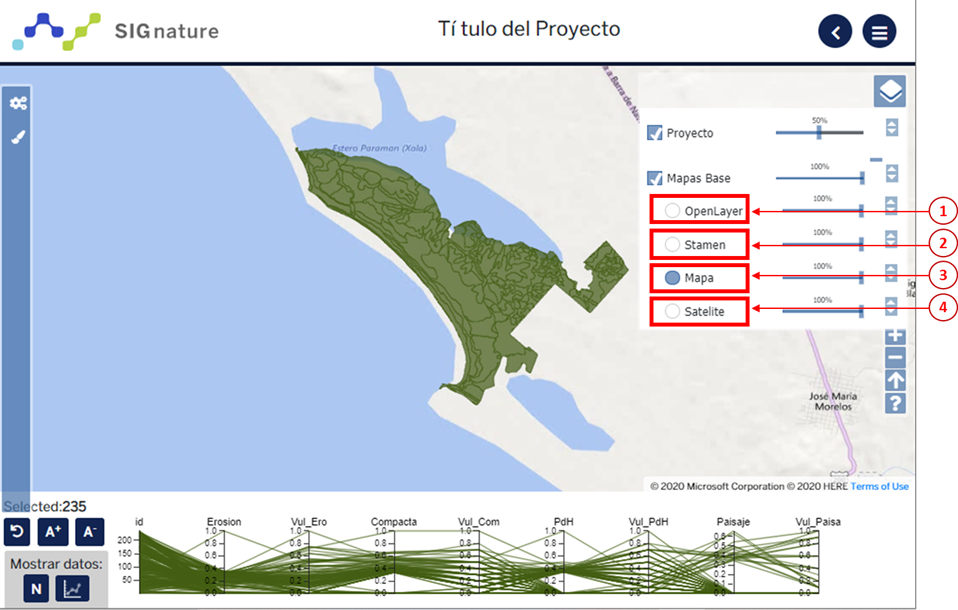 SIGnature
Tí tulo del Proyecto
Estero Paraman (Xola)
a Barra de Na
Proyecto
50%
Mapas Base
100%
OpenLayer
100%
1
Stamen
100%
2
Mapa
100%
3
Satelite
100%
4
José María
Morelos
© 2020 Microsoft Corporation © 2020 HERE Terms of Use
Selected:235
A+ A-
Mostrar datos:
N
id Erosion Vul_Ero Compacta Vul_Com PdH Vul_PdH Paisaje Vul_Paisa
200
150
100
50
1.0
0.8
0.6
0.4
0.2
0.0